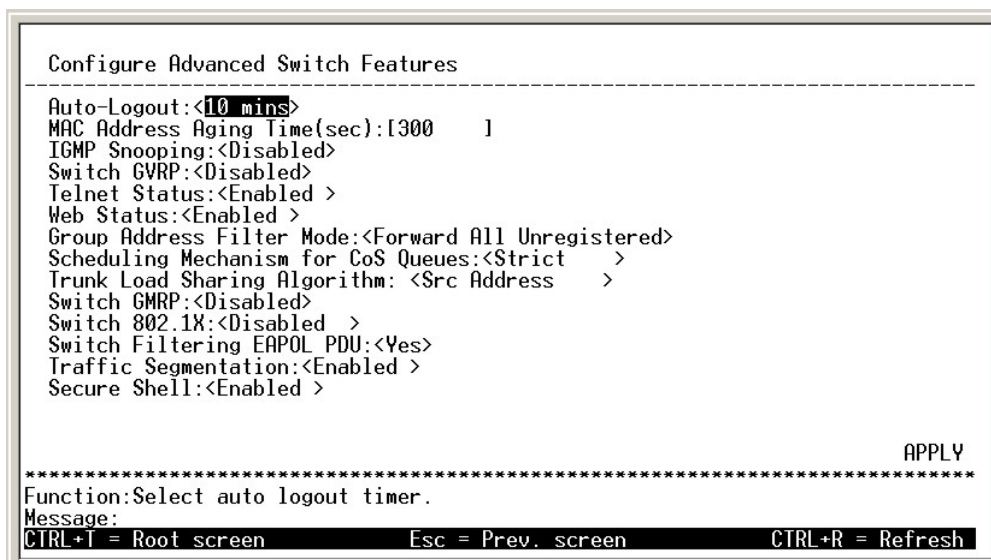 Configure Advanced Switch Features
--------------------------------------------------------------------------------
Auto-Logout:<10 mins>
MAC Address Aging Time(sec):[300     ]
IGMP Snooping:<Disabled>
Switch GVRP:<Disabled>
Telnet Status:<Enabled >
Web Status:<Enabled >
Group Address Filter Mode:<Forward All Unregistered>
Scheduling Mechanism for CoS Queues:<Strict    >
Trunk Load Sharing Algorithm: <Src Address    >
Switch GMRP:<Disabled>
Switch 802.1X:<Disabled  >
Switch Filtering EAPOL PDU:<Yes>
Traffic Segmentation:<Enabled >
Secure Shell:<Enabled >
APPLY
********************************************************************************
Function:Select auto logout timer.
Message:
CTRL+T = Root screen            Esc = Prev. screen            CTRL+R = Refresh